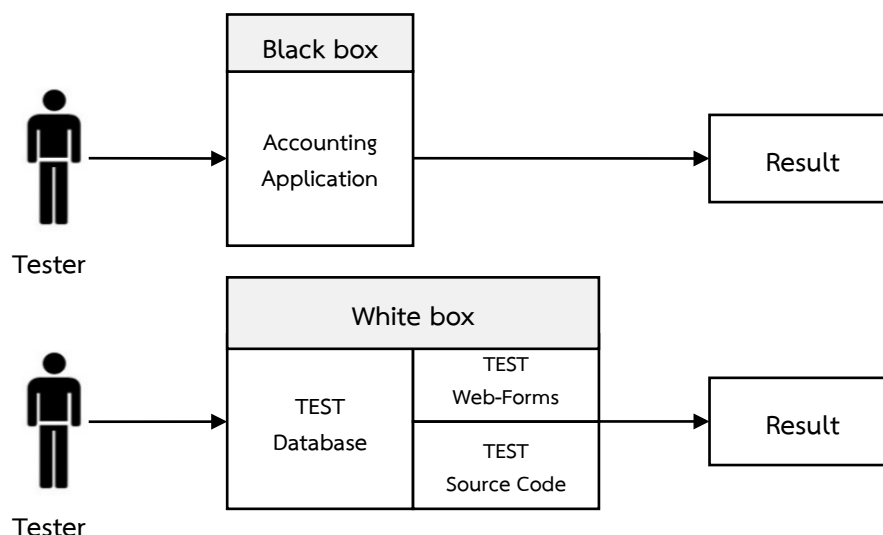 Black box
Accounting
Application
Result
Tester
White box
TEST
Database
TEST
Web-Forms
TEST
Source Code
Result
Tester